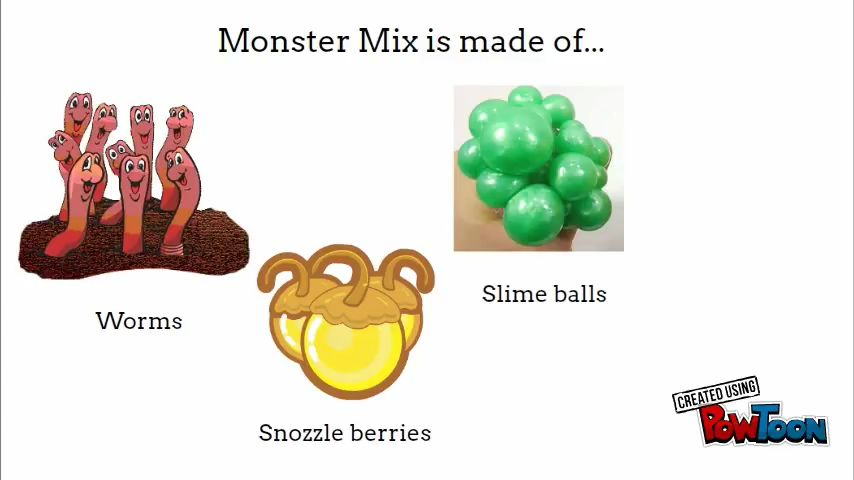 Monster Mix is made of...
Worms
Snozzle berries
Slime balls
CREATED USING
POWTOON